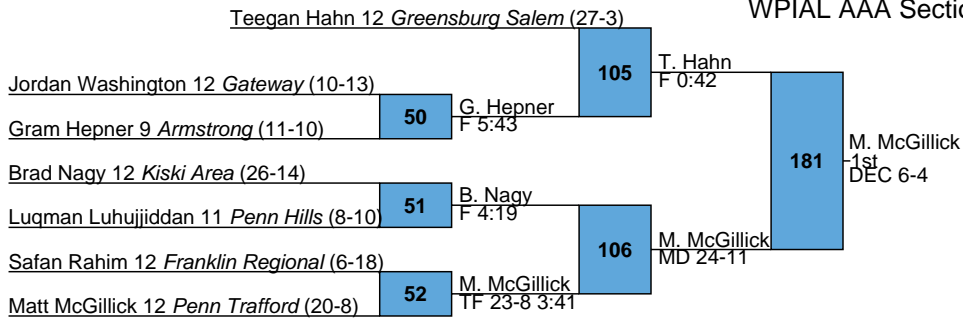 WPIAL AAA Sectio
Teegan Hahn 12 Greensburg Salem (27-3)
105
T. Hahn
F 0:42
Jordan Washington 12 Gateway (10-13)
50
G. Hepner
F 5:43
Gram Hepner 9 Armstrong (11-10)
181
M. McGillick
1st
DEC 6-4
Brad Nagy 12 Kiski Area (26-14)
51
B. Nagy
F 4:19
Luqman Luhujjiddan 11 Penn Hills (8-10)
106
M. McGillick
MD 24-11
Safan Rahim 12 Franklin Regional (6-18)
52
M. McGillick
TF 23-8 3:41
Matt McGillick 12 Penn Trafford (20-8)